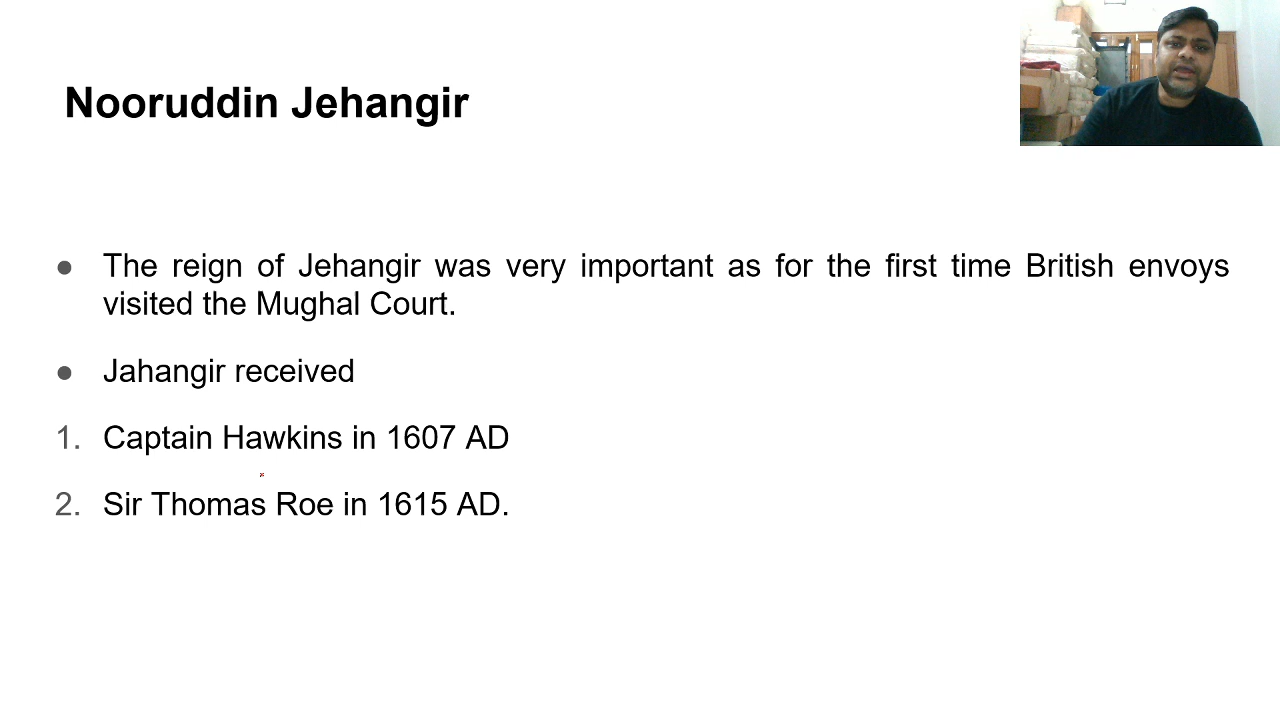 Nooruddin Jehangir
● The reign of Jehangir was very important as for the first time British envoys
visited the Mughal Court.
● Jahangir received
1. Captain Hawkins in 1607 AD
2. Sir Thomas Roe in 1615 AD.